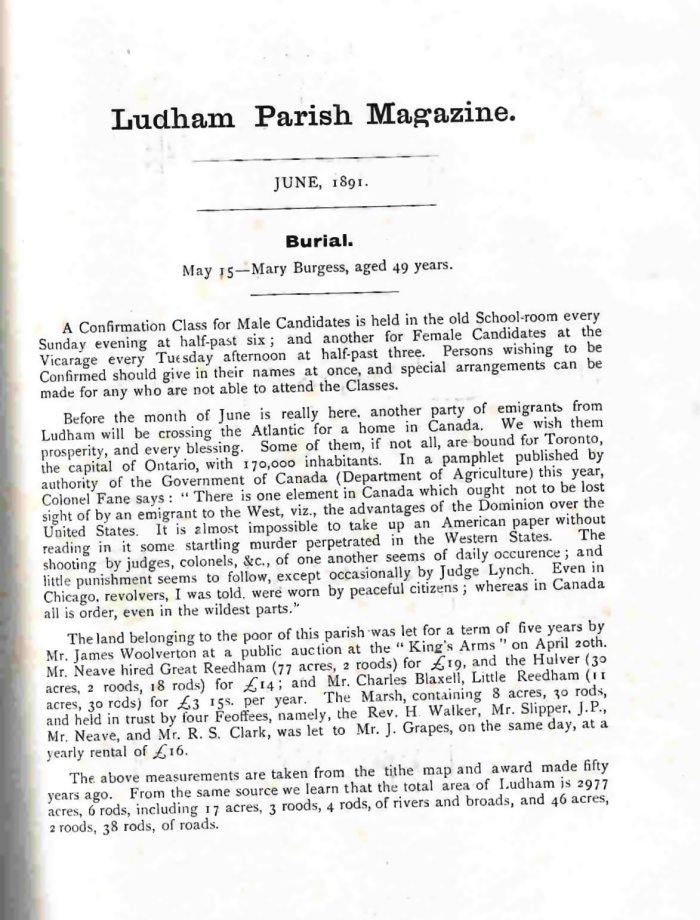 Ludham Parish Magazine.
JUNE, 1891.
Burial.
May 15—Mary Burgess, aged 49 years.
A Confirmation Class for Male Candidates is held in the old School-room every
Sunday evening at half-past six; and another for Female Candidates at the
Vicarage every Tuesday afternoon at half-past three. Persons wishing to be
Confirmed should give in their names at once, and special arrangements can be
made for any who are not able to attend the Classes.
Before the month of June is really here, another party of emigrants from
Ludham will be crossing the Atlantic for a home in Canada. We wish them
prosperity, and every blessing. Some of them, if not all, are bound for Toronto,
the capital of Ontario, with 170,000 inhabitants. In a pamphlet published by
authority of the Government of Canada (Department of Agriculture) this year,
Colonel Fane says: "There is one element in Canada which ought not to be lost
sight of by an emigrant to the West, viz., the advantages of the Dominion over the
United States. It is almost impossible to take up an American paper without
reading in it some startling murder perpetrated in the Western States. The
shooting by judges, colonels, &c., of one another seems of daily occurence; and
little punishment seems to follow, except occasionally by Judge Lynch. Even in
Chicago, revolvers, I was told, were worn by peaceful citizens; whereas in Canada
all is order, even in the wildest parts."
The land belonging to the poor of this parish was let for a term of five years by
Mr. James Woolverton at a public auction at the "King's Arms" on April 20th.
Mr. Neave hired Great Reedham (77 acres, 2 roods) for £19, and the Hulver (30
acres, 2 roods, 18 rods) for £14; and Mr. Charles Blaxell, Little Reedham (11
acres, 30 rods) for £3 15s. per year. The Marsh, containing 8 acres, 30 rods,
and held in trust by four Feoffees, namely, the Rev. H Walker, Mr. Slipper, J.P.,
Mr. Neave, and Mr. R. S. Clark, was let to Mr. J. Grapes, on the same day, at a
yearly rental of £16.
The above measurements are taken from the tithe map and award made fifty
years ago. From the same source we learn that the total area of Ludham is 2977
acres, 6 rods, including 17 acres, 3 roods, 4 rods, of rivers and broads, and 46 acres,
2 roods, 38 rods, of roads.